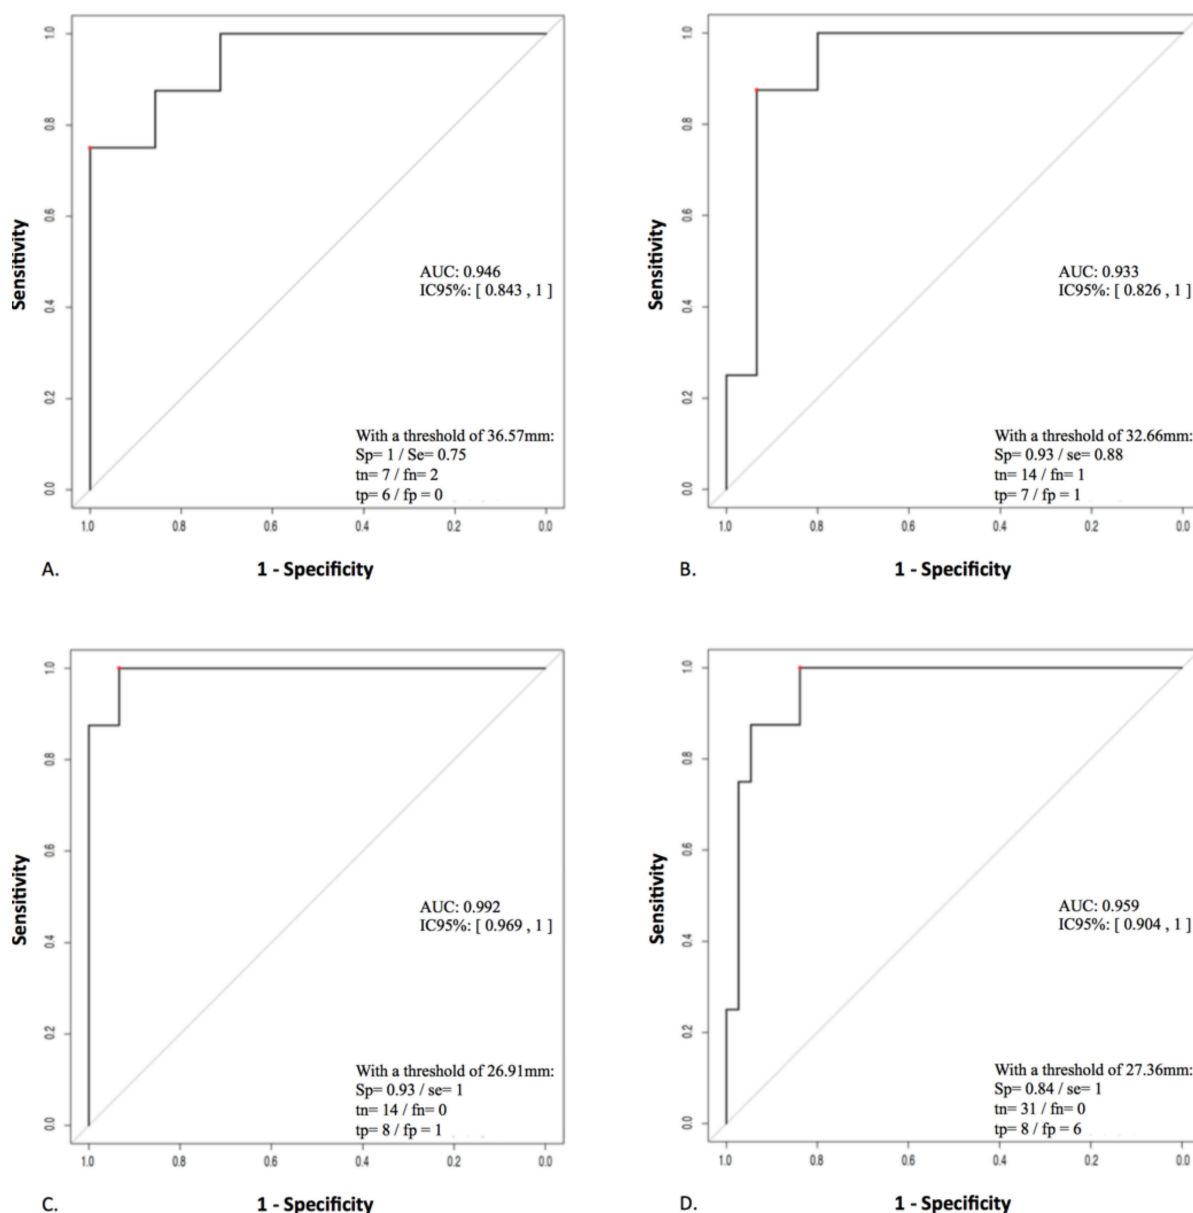 1.0
0.8
0.6
0.4
0.2
0.0
Sensitivity
AUC: 0.946
IC95%: [ 0.843 , 1 ]
With a threshold of 36.57mm:
Sp= 1 / Se= 0.75
tn= 7 / fn= 2
tp= 6 / fp = 0
1.0 0.8 0.6 0.4 0.2 0.0
A. 1 - Specificity
1.0
0.8
0.6
0.4
0.2
0.0
Sensitivity
AUC: 0.933
IC95%: [ 0.826 , 1 ]
With a threshold of 32.66mm:
Sp= 0.93 / se= 0.88
tn= 14 / fn= 1
tp= 7 / fp = 1
1.0 0.8 0.6 0.4 0.2 0.0
B. 1 - Specificity
1.0
0.8
0.6
0.4
0.2
0.0
Sensitivity
AUC: 0.992
IC95%: [ 0.969 , 1 ]
With a threshold of 26.91mm:
Sp= 0.93 / se= 1
tn= 14 / fn= 0
tp= 8 / fp = 1
1.0 0.8 0.6 0.4 0.2 0.0
C. 1 - Specificity
1.0
0.8
0.6
0.4
0.2
0.0
Sensitivity
AUC: 0.959
IC95%: [ 0.904 , 1 ]
With a threshold of 27.36mm:
Sp= 0.84 / se= 1
tn= 31 / fn= 0
tp= 8 / fp = 6
1.0 0.8 0.6 0.4 0.2 0.0
D. 1 - Specificity